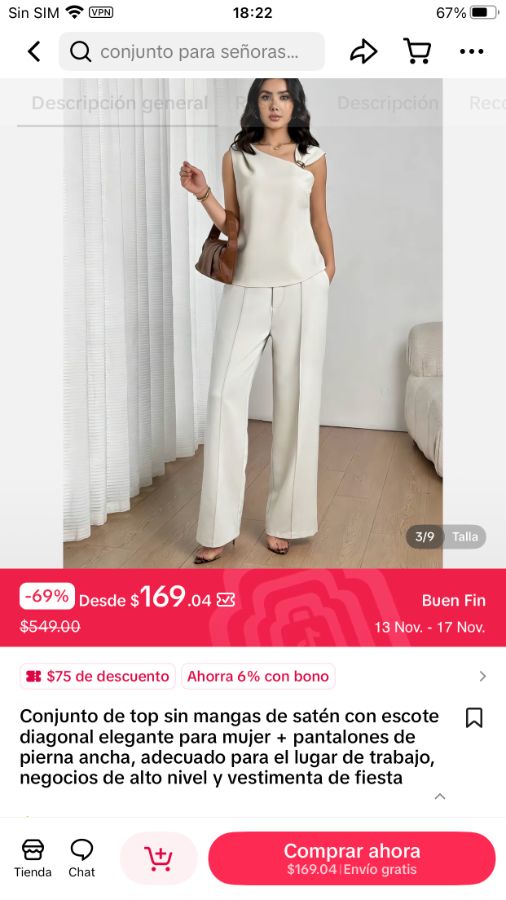 Sin SIM VPN 18:22 67%
conjunto para señoras...
Descripción general R Descripción Reco
3/9 Talla
-69% Desde $169.04 Buen Fin
$549.00 13 Nov. - 17 Nov.
$75 de descuento Ahorra 6% con bono
Conjunto de top sin mangas de satén con escote
diagonal elegante para mujer + pantalones de
pierna ancha, adecuado para el lugar de trabajo,
negocios de alto nivel y vestimenta de fiesta
Comprar ahora
$169.04 | Envío gratis
Tienda Chat